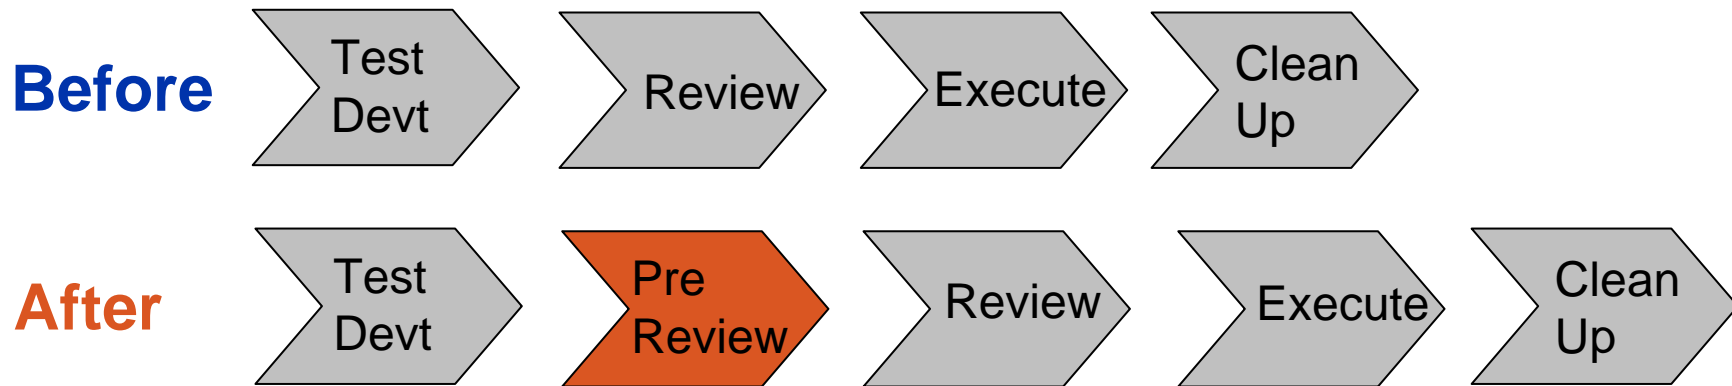 Before
Test
Devt
Review
Execute
Clean
Up
After
Test
Devt
Pre
Review
Review
Execute
Clean
Up